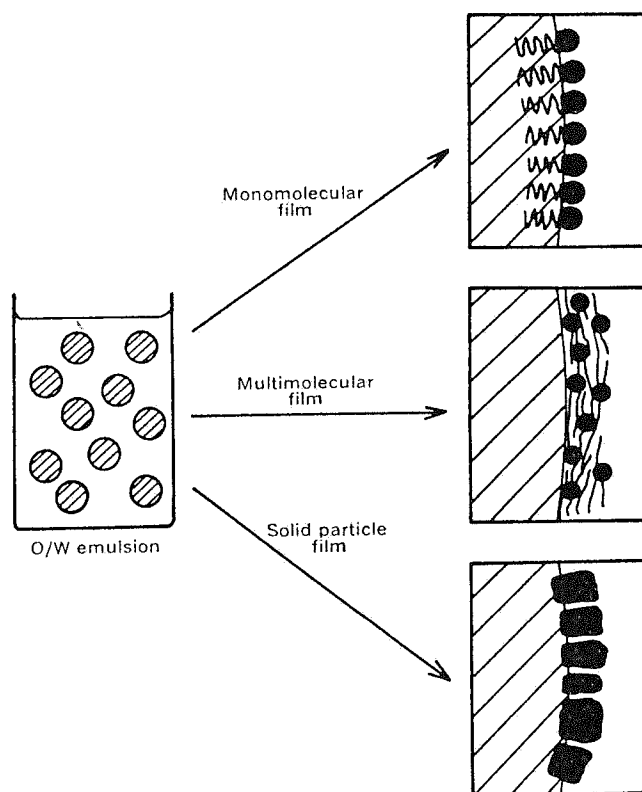 Monomolecular
film
Multimolecular
film
Solid particle
film
O/W emulsion